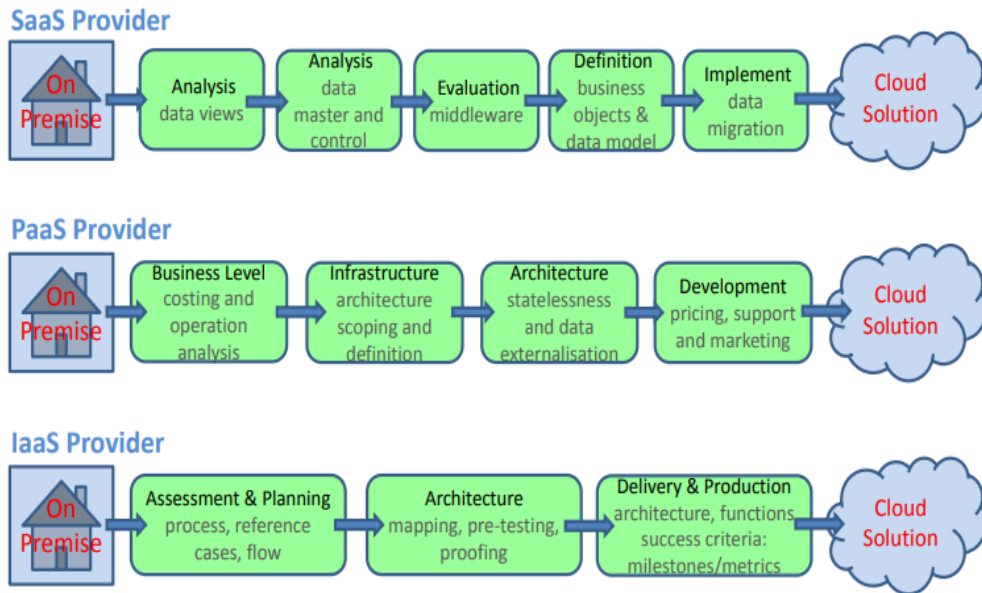 SaaS Provider
On
Premise
Analysis
data views
Analysis
data
master and
control
Evaluation
middleware
Definition
business
objects &
data model
Implement
data
migration
Cloud
Solution
PaaS Provider
On
Premise
Business Level
costing and
operation
analysis
Infrastructure
architecture
scoping and
definition
Architecture
statelessness
and data
externalisation
Development
pricing, support
and marketing
Cloud
Solution
IaaS Provider
On
Premise
Assessment & Planning
process, reference
cases, flow
Architecture
mapping, pre-testing,
proofing
Delivery & Production
architecture, functions
success criteria:
milestones/metrics
Cloud
Solution